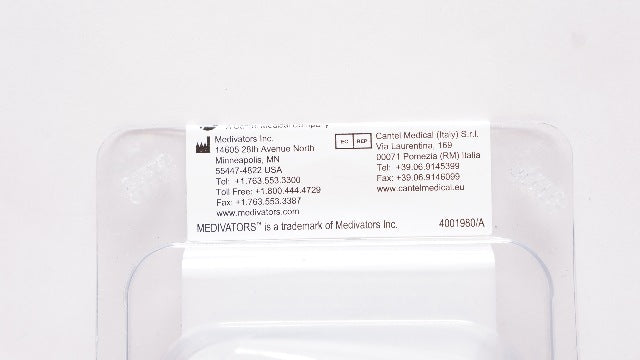 Medical Company
Medivators Inc.
14605 28th Avenue North
Minneapolis, MN
55447-4822 USA
Tel: +1.763.553.3300
Toll Free: +1.800.444.4729
Fax: +1.763.553.3387
www.medivators.com
EC REP
Cantel Medical (Italy) S.r.l.
Via Laurentina, 169
00071 Pomezia (RM) Italia
Tel: +39.06.9145399
Fax: +39.06.9146099
www.cantelmedical.eu
MEDIVATORS™ is a trademark of Medivators Inc.
4001980/A